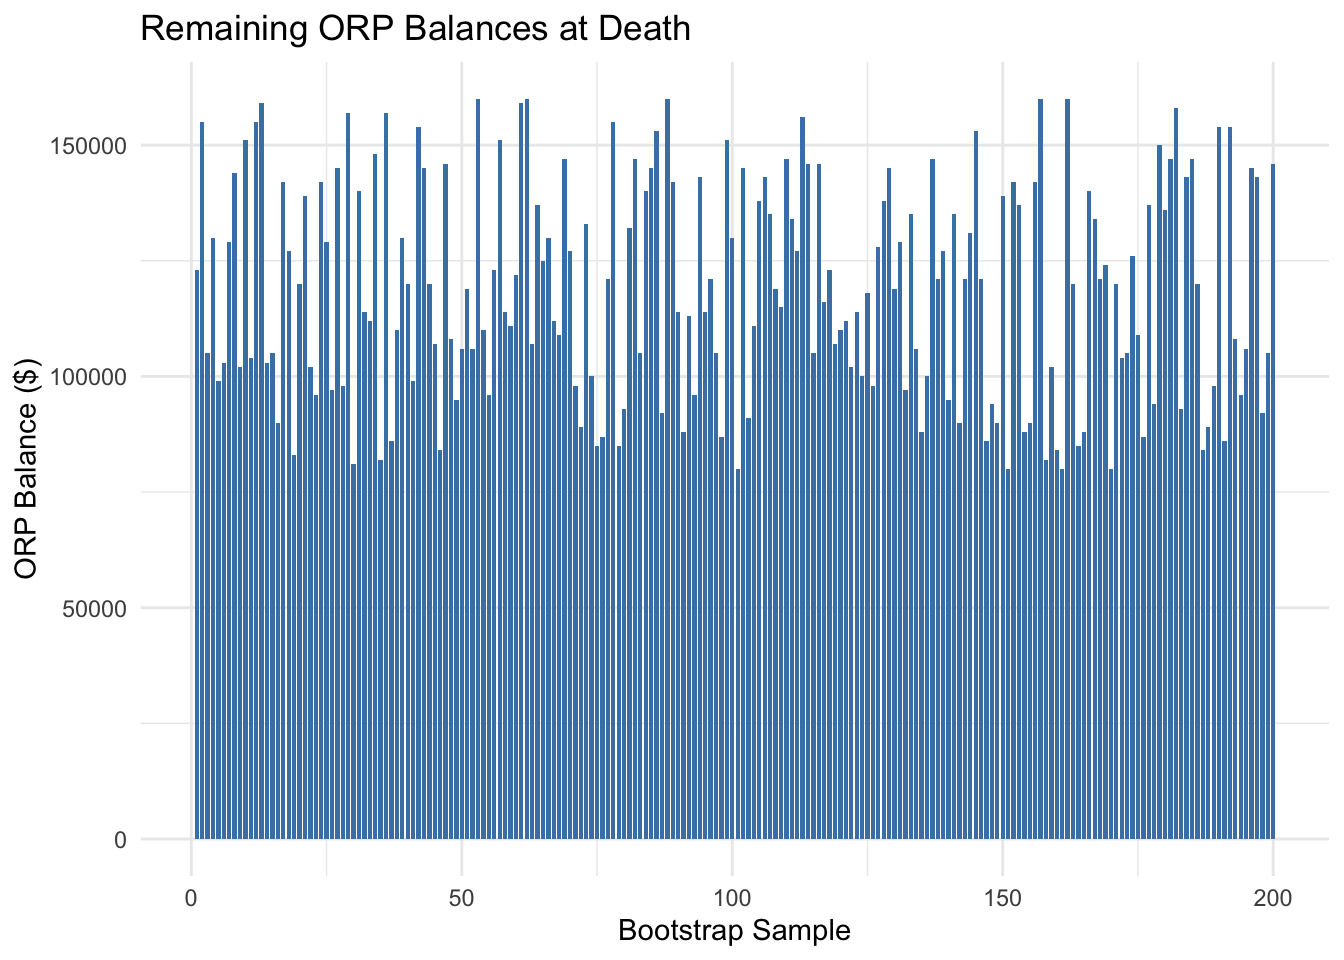 Remaining ORP Balances at Death
ORP Balance ($)
150000
100000
50000
0
0 50 100 150 200
Bootstrap Sample